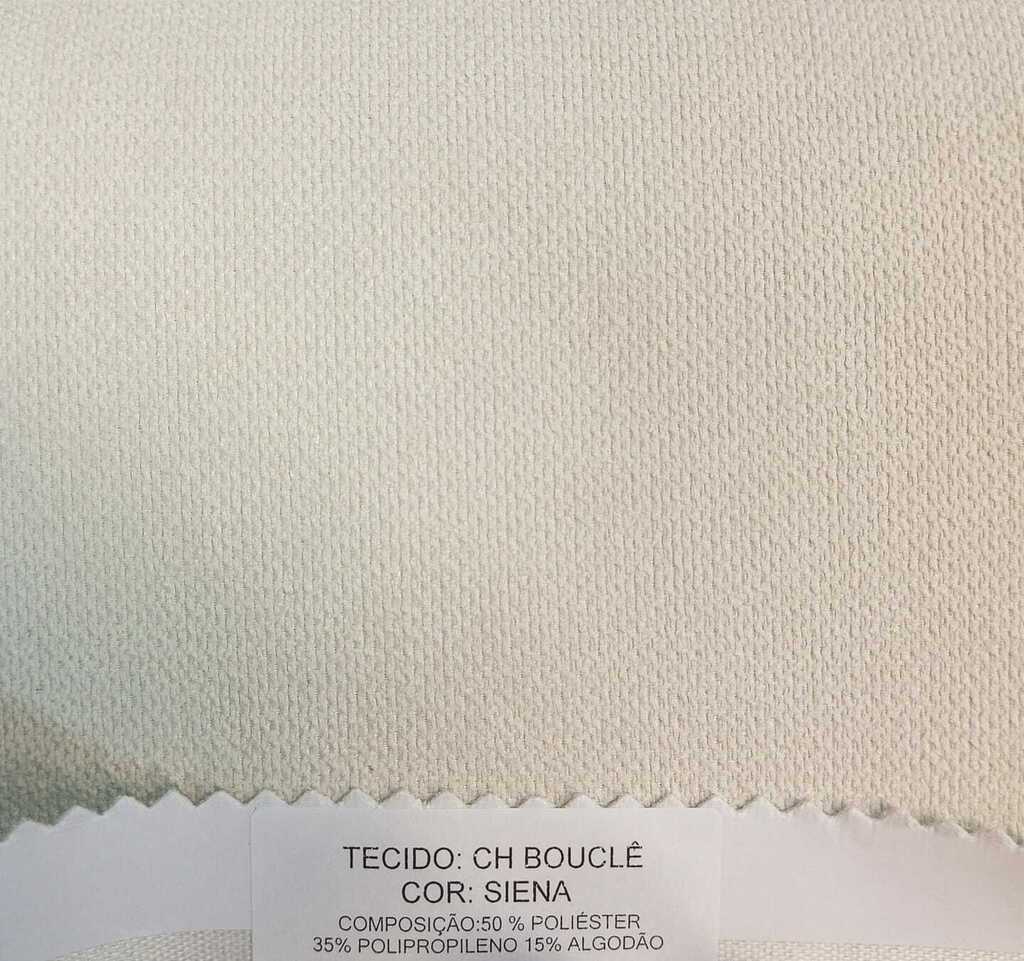 TECIDO: CH BOUCLÊ
COR: SIENA
COMPOSIÇÃO:50 % POLIÉSTER
35% POLIPROPILENO 15% ALGODÃO